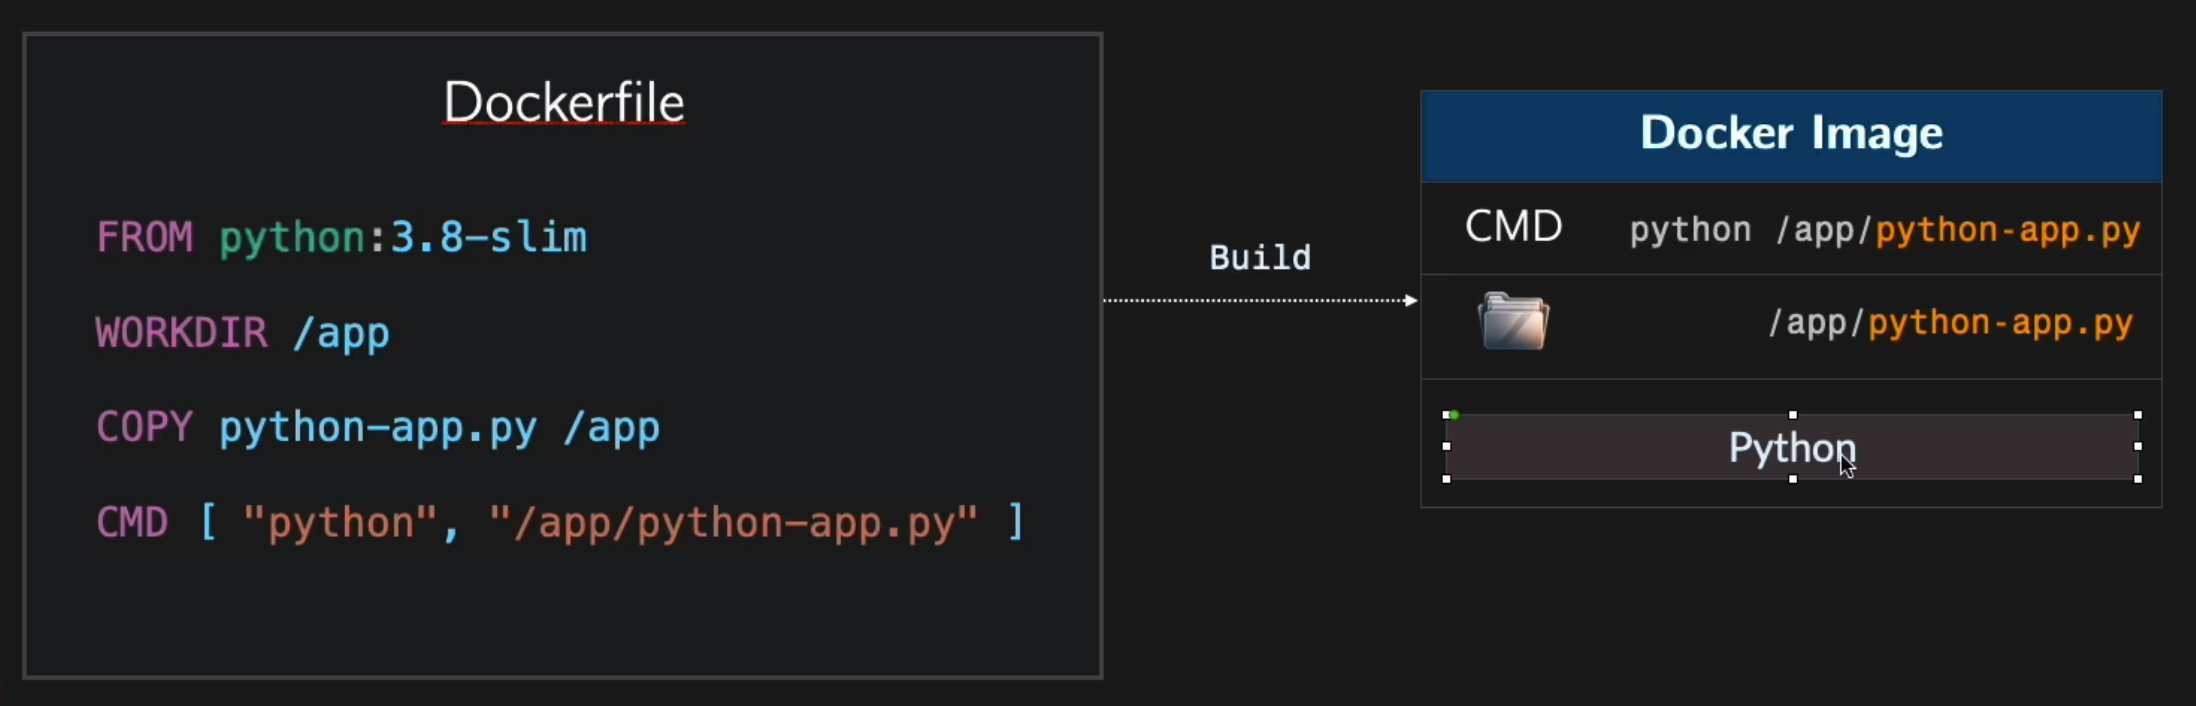 Dockerfile
FROM python:3.8-slim
WORKDIR /app
COPY python-app.py /app
CMD [ "python", "/app/python-app.py" ]
Build
Docker Image
CMD python /app/python-app.py
/app/python-app.py
Python